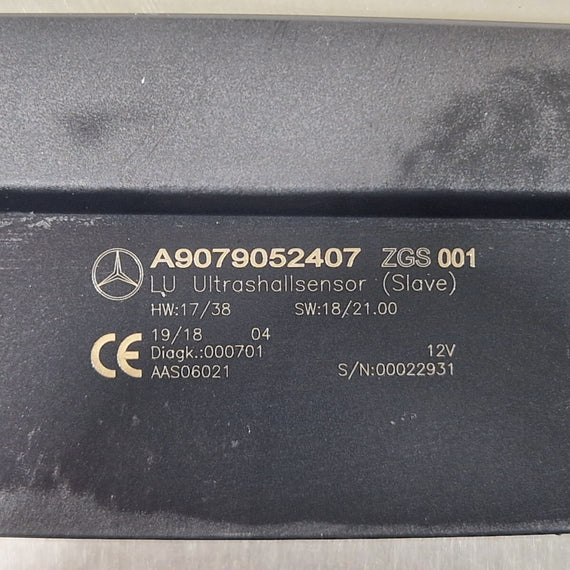 A9079052407 ZGS 001
LU Ultrashallsensor (Slave)
HW:17/38 SW:18/21.00
19/18 04
Diagk.:000701 12V
AAS06021 S/N:00022931
CE